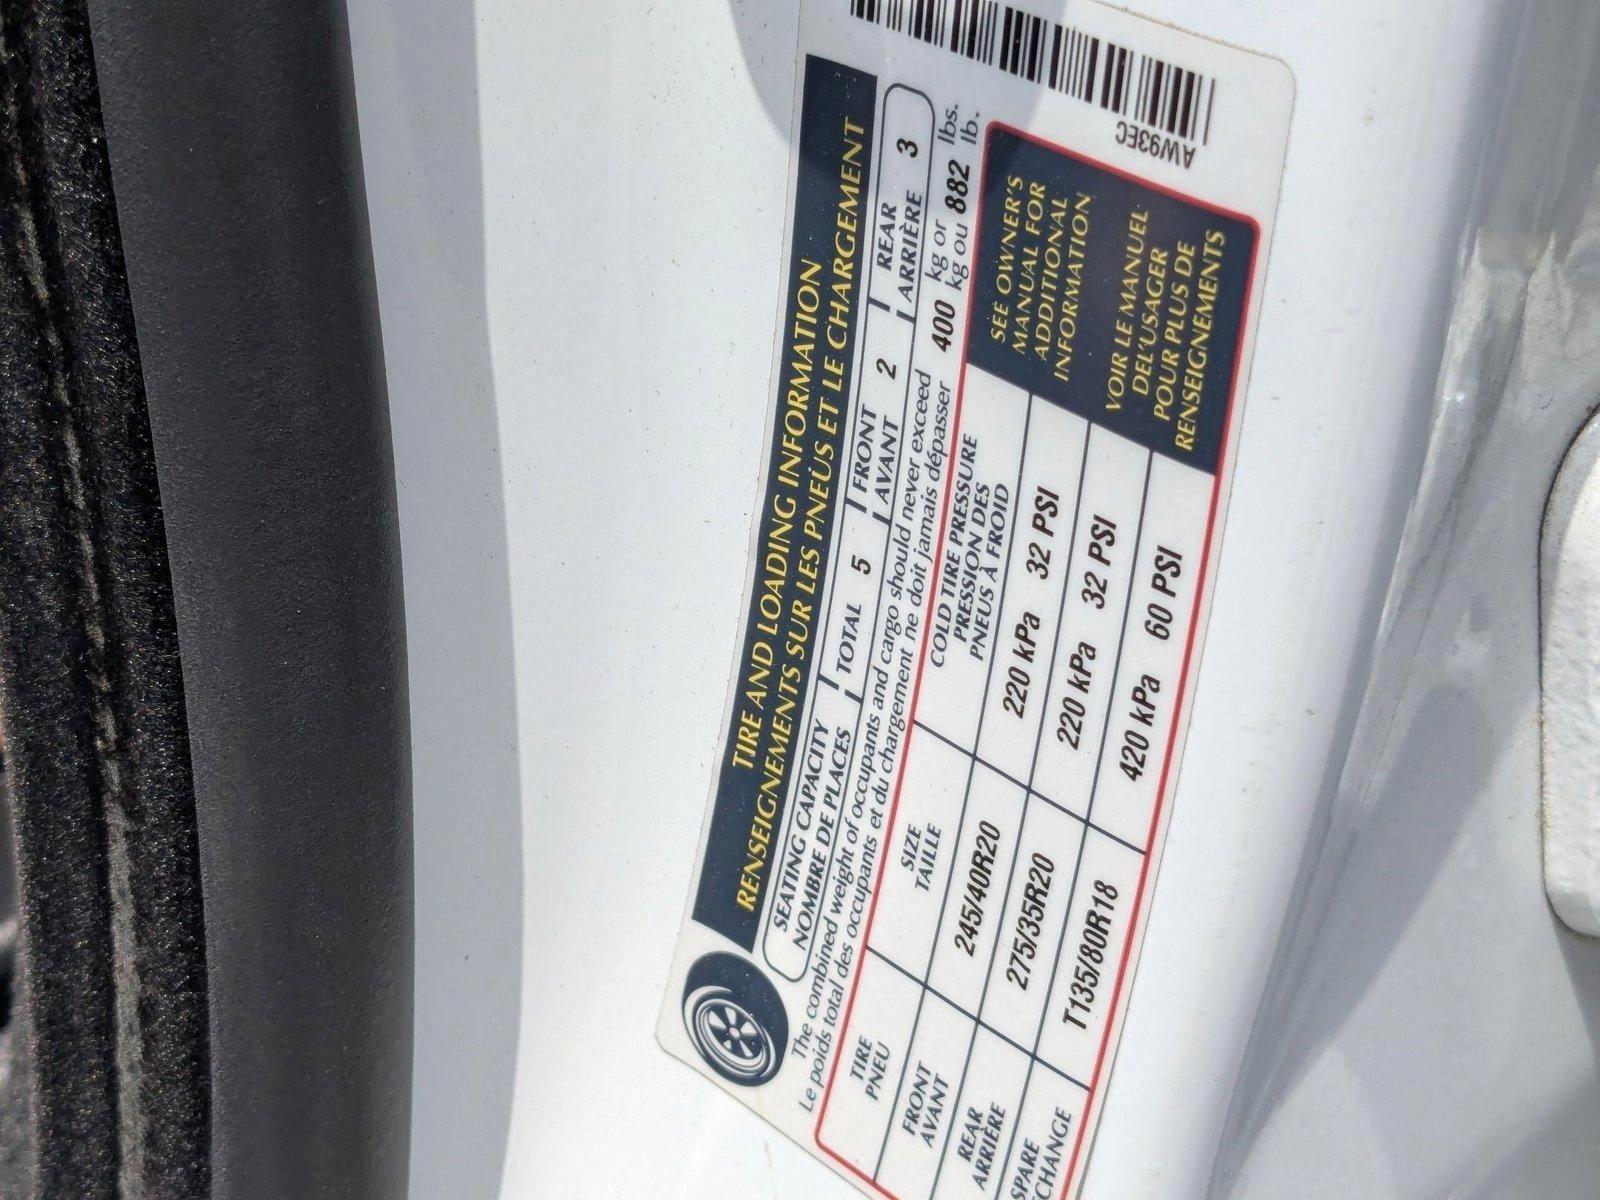 TIRE AND LOADING INFORMATION
RENSEIGNEMENTS SUR LES PNEUS ET LE CHARGEMENT
SEATING CAPACITY
NOMBRE DE PLACES
TOTAL 5
FRONT
AVANT 2
REAR
ARRIÈRE 3
The combined weight of occupants and cargo should never exceed 400 kg or 882 lbs.
Le poids total des occupants et du chargement ne doit jamais dépasser kg ou lb.
TIRE
PNEU
SIZE
TAILLE
COLD TIRE PRESSURE
PRESSION DES
PNEUS À FROID
FRONT
AVANT
245/40R20
220 kPa 32 PSI
REAR
ARRIÈRE
275/35R20
220 kPa 32 PSI
SPARE
CHANGE
T135/80R18
420 kPa 60 PSI
SEE OWNER'S
MANUAL FOR
ADDITIONAL
INFORMATION
VOIR LE MANUEL
DEL'USAGER
POUR PLUS DE
RENSEIGNEMENTS
AW93EC